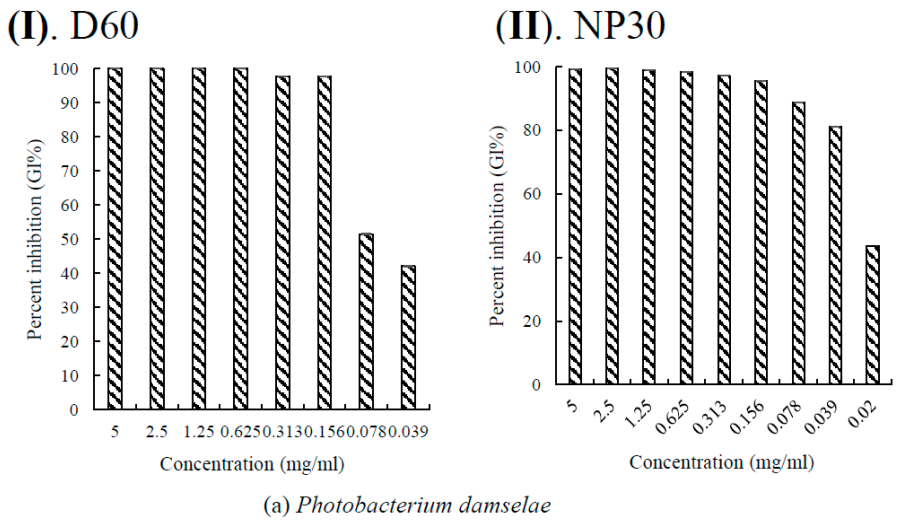 (I). D60
(II). NP30
Percent inhibition (GI%)
100
90
80
70
60
50
40
30
20
10
0
5 2.5 1.25 0.625 0.313 0.156 0.078 0.039
Concentration (mg/ml)
Percent inhibition (GI%)
100
80
60
40
20
0
5 2.5 1.25 0.625 0.313 0.156 0.078 0.039 0.02
Concentration (mg/ml)
(a) Photobacterium damselae